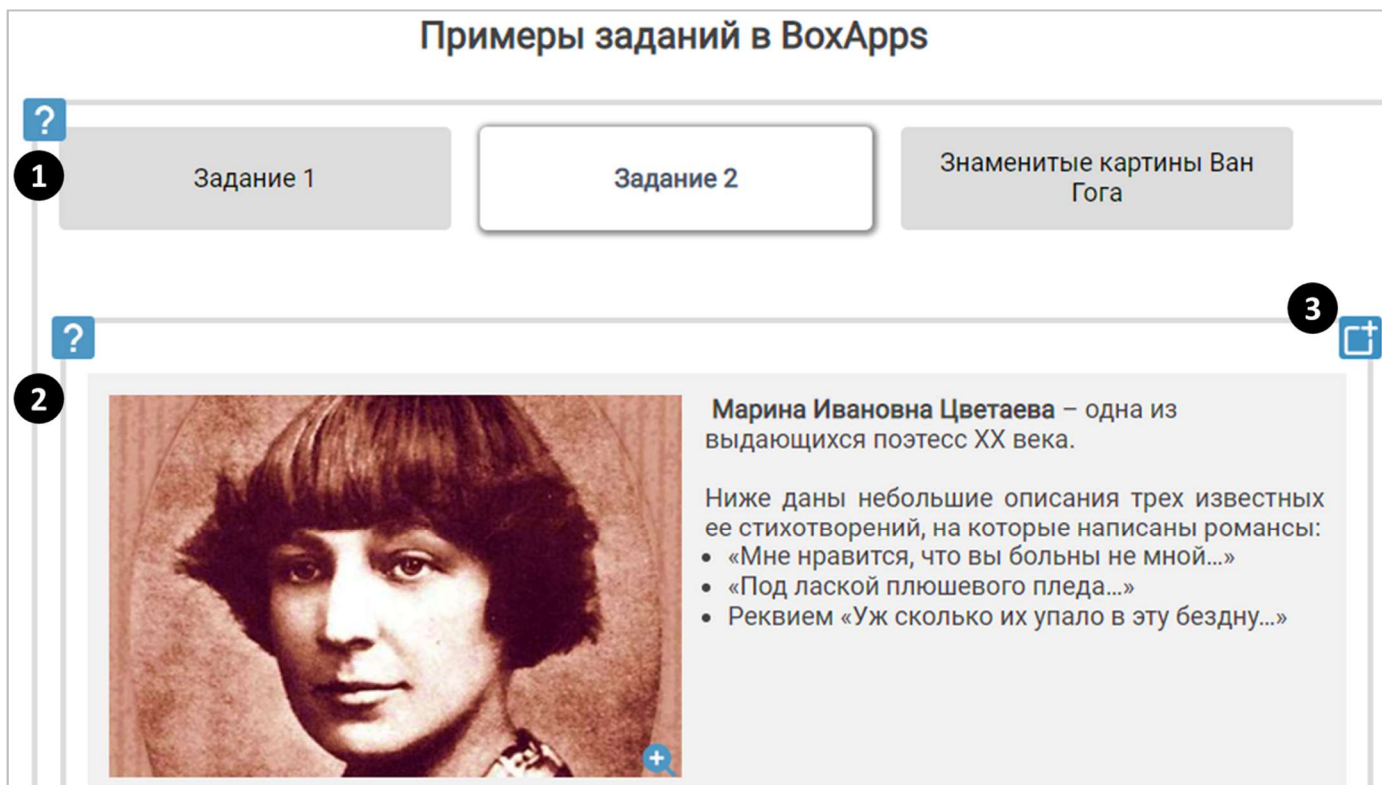 Примеры заданий в BoxApps
?
1
Задание 1
Задание 2
Знаменитые картины Ван
Гога
3
?
2
Марина Ивановна Цветаева – одна из
выдающихся поэтесс XX века.
Ниже даны небольшие описания трех известных
ее стихотворений, на которые написаны романсы:
• «Мне нравится, что вы больны не мной…»
• «Под лаской плюшевого пледа…»
• Реквием «Уж сколько их упало в эту бездну…»